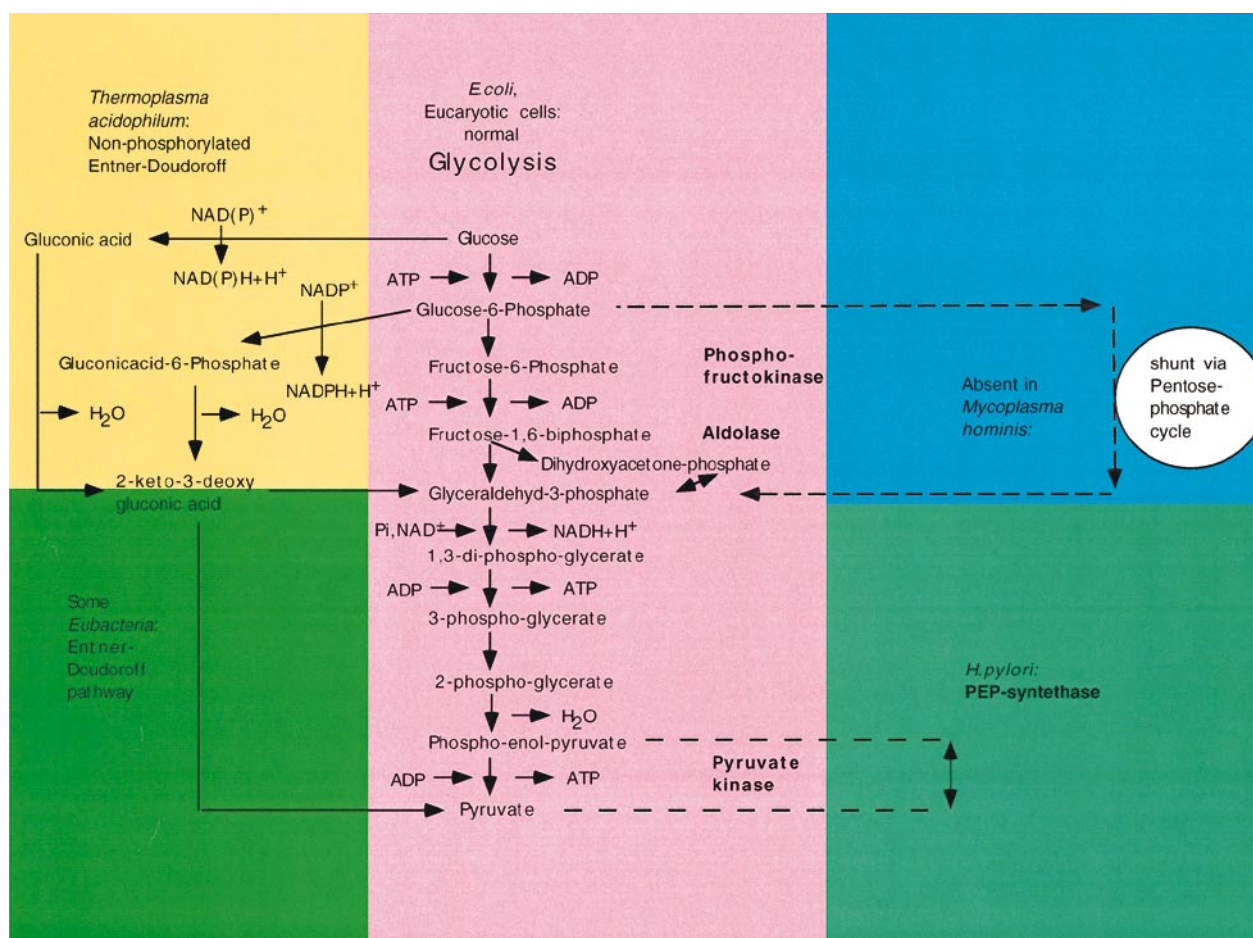 Thermoplasma
acidophilum:
Non-phosphorylated
Entner-Doudoroff
E.coli,
Eucaryotic cells:
normal
Glycolysis
NAD(P)⁺
Gluconic acid
Glucose
NAD(P)H+H⁺
ATP
ADP
NADP⁺
Glucose-6-Phosphate
Gluconicacid-6-Phosphate
Fructose-6-Phosphate
Phospho-
fructokinase
NADPH+H⁺
ATP
ADP
H₂O
H₂O
Absent in
Mycoplasma
hominis:
shunt via
Pentose-
phosphate
cycle
Fructose-1,6-biphosphate
Aldolase
Dihydroxyacetone-phosphate
2-keto-3-deoxy
gluconic acid
Glyceraldehyd-3-phosphate
Pi,NAD⁺
NADH+H⁺
1,3-di-phospho-glycerate
ADP
ATP
3-phospho-glycerate
Some
Eubacteria:
Entner-
Doudoroff
pathway
2-phospho-glycerate
H₂O
H.pylori:
PEP-syntethase
Phospho-enol-pyruvate
ADP
ATP
Pyruvate
kinase
Pyruvate